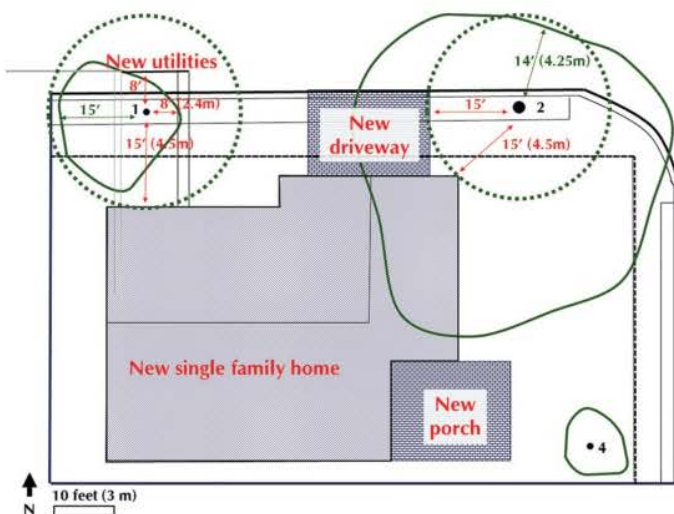 New utilities
8'
14' (4.25m)
15'
1
8' (2.4m)
15'
2
15' (4.5m)
New
driveway
15' (4.5m)
New single family home
New
porch
4
10 feet (3 m)
N